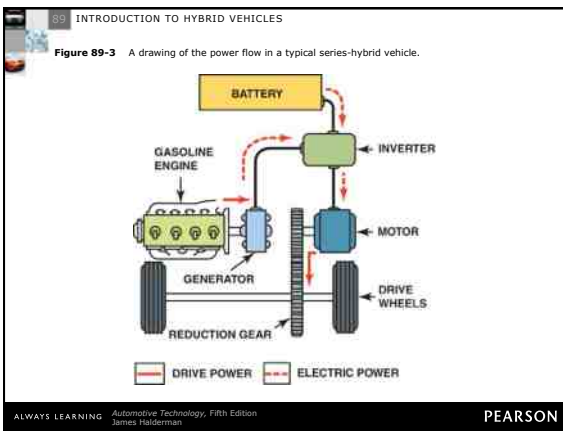 89 INTRODUCTION TO HYBRID VEHICLES
Figure 89-3 A drawing of the power flow in a typical series-hybrid vehicle.
BATTERY
GASOLINE
ENGINE
INVERTER
MOTOR
GENERATOR
DRIVE
WHEELS
REDUCTION GEAR
DRIVE POWER
ELECTRIC POWER
ALWAYS LEARNING
Automotive Technology, Fifth Edition
James Halderman
PEARSON